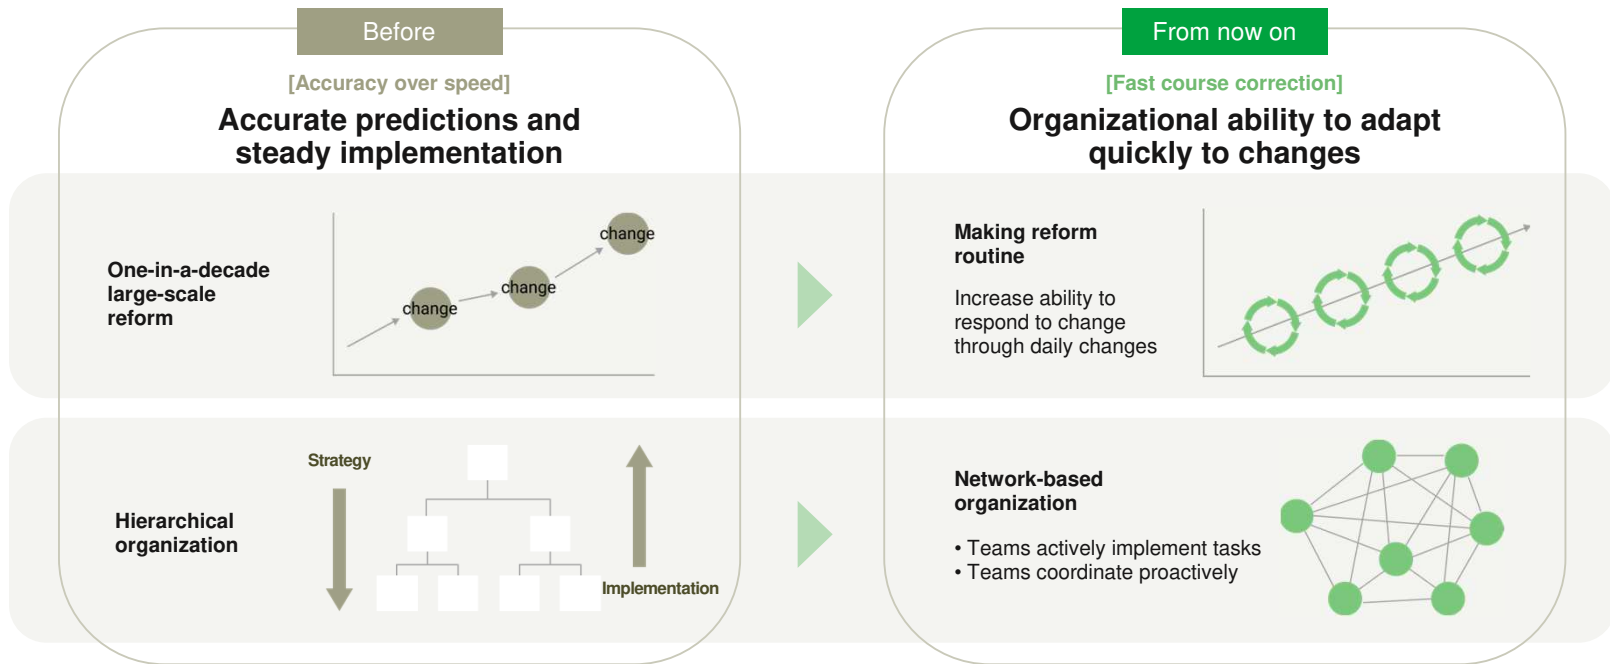 Before
[Accuracy over speed]
Accurate predictions and
steady implementation
One-in-a-decade
large-scale
reform
change
change
change
Strategy
Hierarchical
organization
Implementation
From now on
[Fast course correction]
Organizational ability to adapt
quickly to changes
Making reform
routine
Increase ability to
respond to change
through daily changes
Network-based
organization
• Teams actively implement tasks
• Teams coordinate proactively